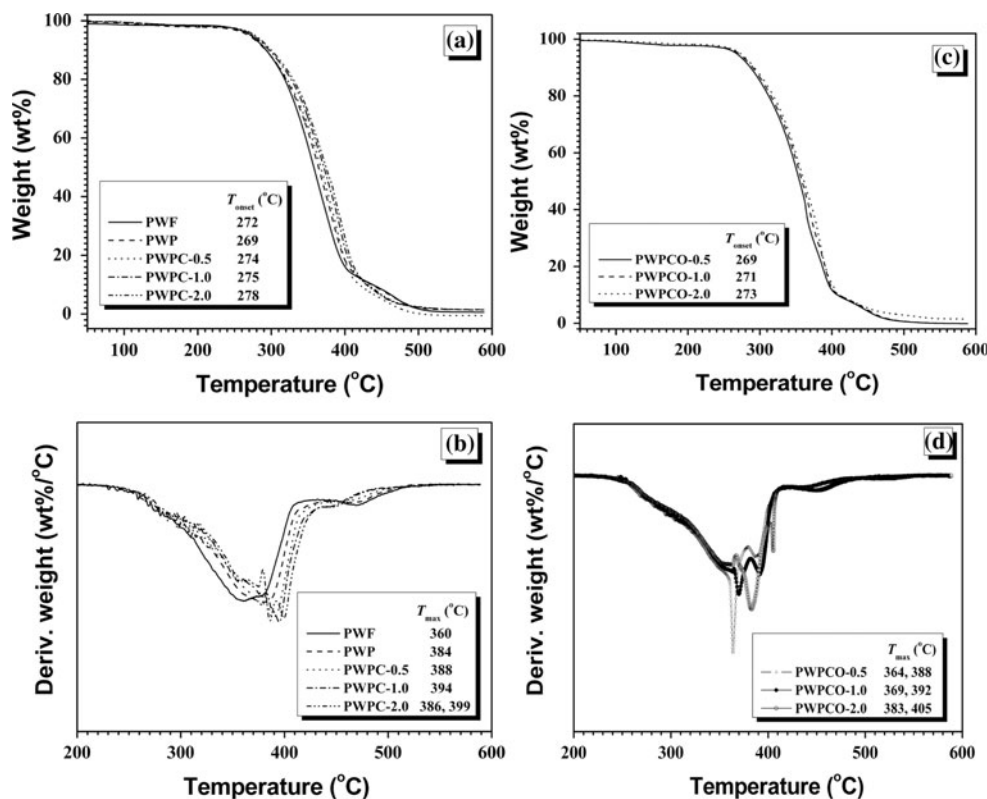 (a)
100
80
60
40
20
0
Weight (wt%)
T onset (°C)
PWF 272
PWP 269
PWPC-0.5 274
PWPC-1.0 275
PWPC-2.0 278
100 200 300 400 500 600
Temperature (°C)
(c)
100
80
60
40
20
0
Weight (wt%)
T onset (°C)
PWPCO-0.5 269
PWPCO-1.0 271
PWPCO-2.0 273
100 200 300 400 500 600
Temperature (°C)
(b)
Deriv. weight (wt%/°C)
T max (°C)
PWF 360
PWP 384
PWPC-0.5 388
PWPC-1.0 394
PWPC-2.0 386, 399
200 300 400 500 600
Temperature (°C)
(d)
Deriv. weight (wt%/°C)
T max (°C)
PWPCO-0.5 364, 388
PWPCO-1.0 369, 392
PWPCO-2.0 383, 405
200 300 400 500 600
Temperature (°C)